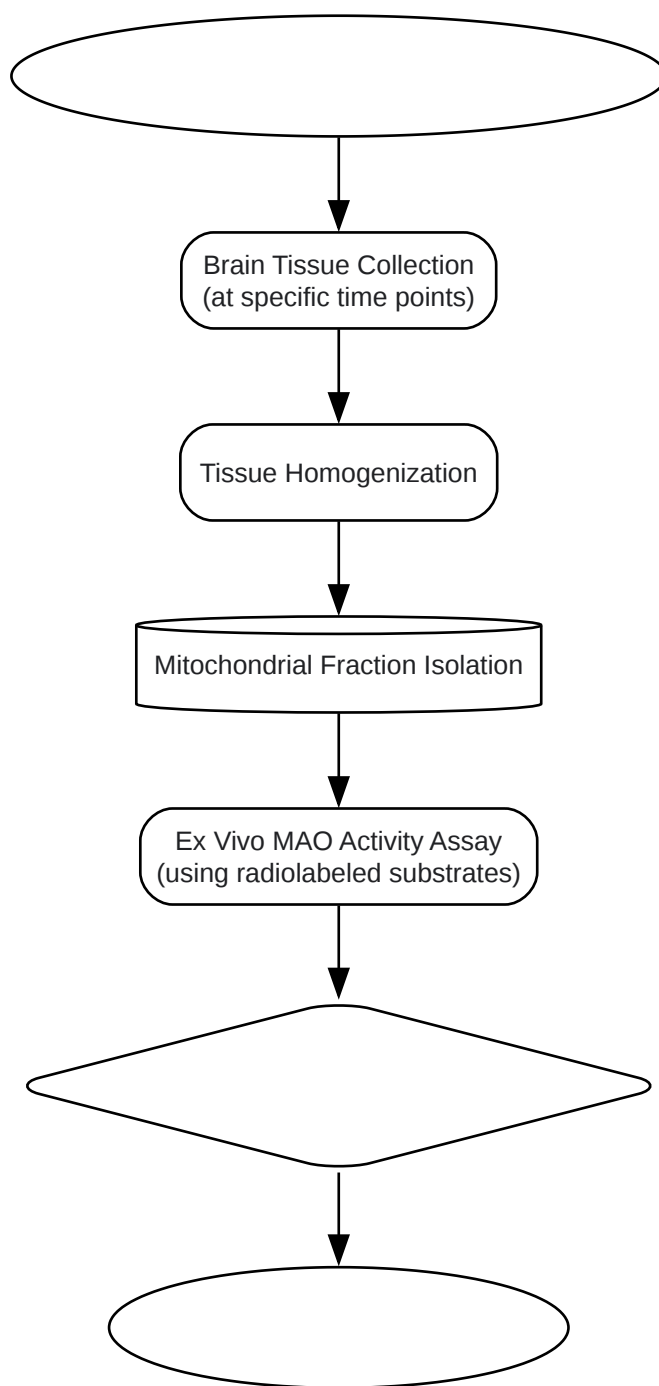 Brain Tissue Collection
(at specific time points)
Tissue Homogenization
Mitochondrial Fraction Isolation
Ex Vivo MAO Activity Assay
(using radiolabeled substrates)